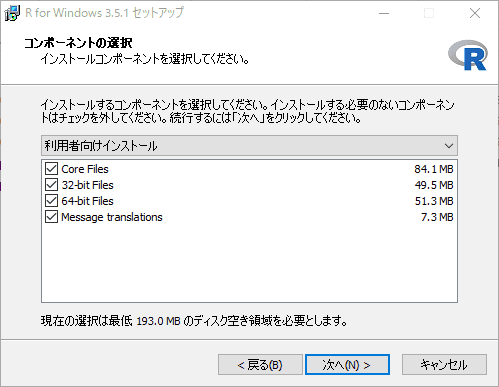 R for Windows 3.5.1 セットアップ
コンポーネントの選択
インストールコンポーネントを選択してください。
R
インストールするコンポーネントを選択してください。インストールする必要のないコンポーネン
トはチェックを外してください。続行するには「次へ」をクリックしてください。
利用者向けインストール
Core Files 84.1 MB
32-bit Files 49.5 MB
64-bit Files 51.3 MB
Message translations 7.3 MB
現在の選択は最低 193.0 MB のディスク空き領域を必要とします。
< 戻る(B) 次へ(N) > キャンセル